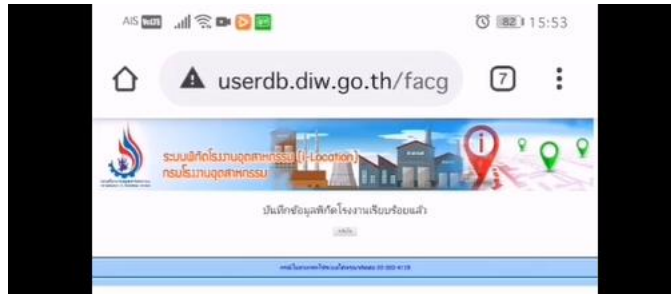 AIS VoLTE 82 15:53
userdb.diw.go.th/facg 7
ระบบพิกัดโรงงานอุตสาหกรรม (i-Location)
กรมโรงงานอุตสาหกรรม
บันทึกข้อมูลพิกัดโรงงานเรียบร้อยแล้ว